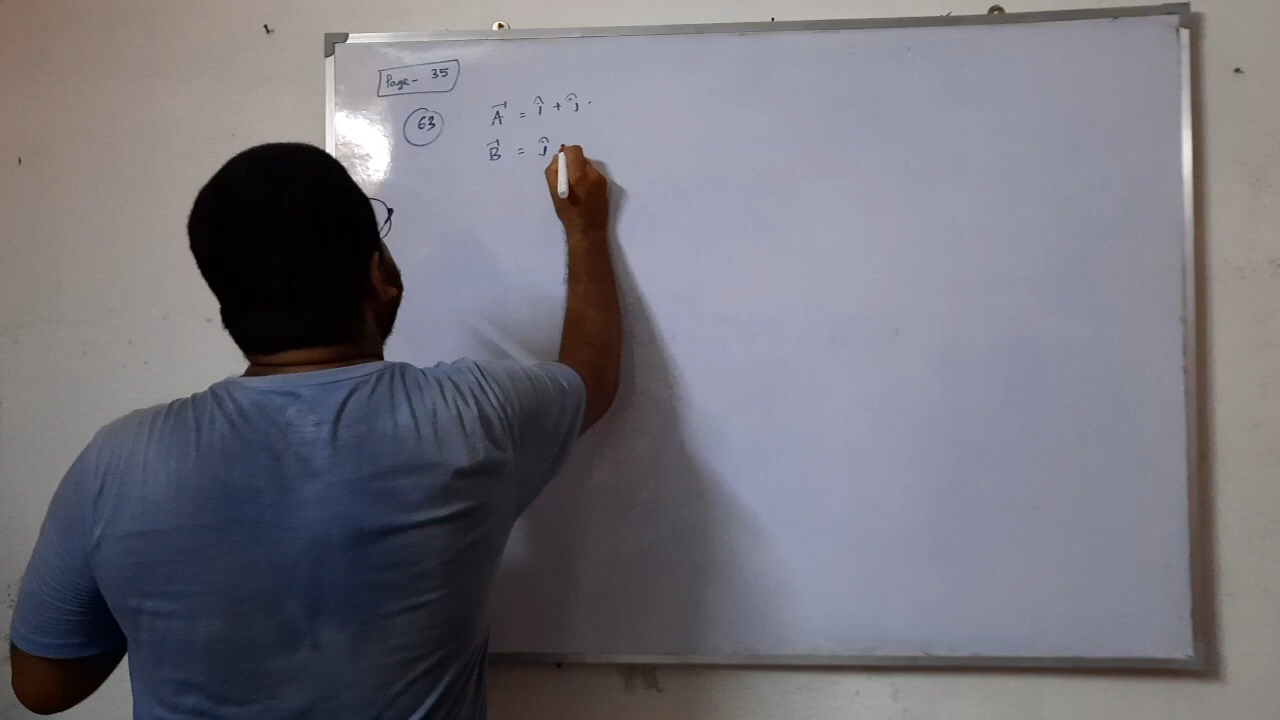 Page - 35
63
A⃗ = î + ĵ .
B⃗ = ĵ